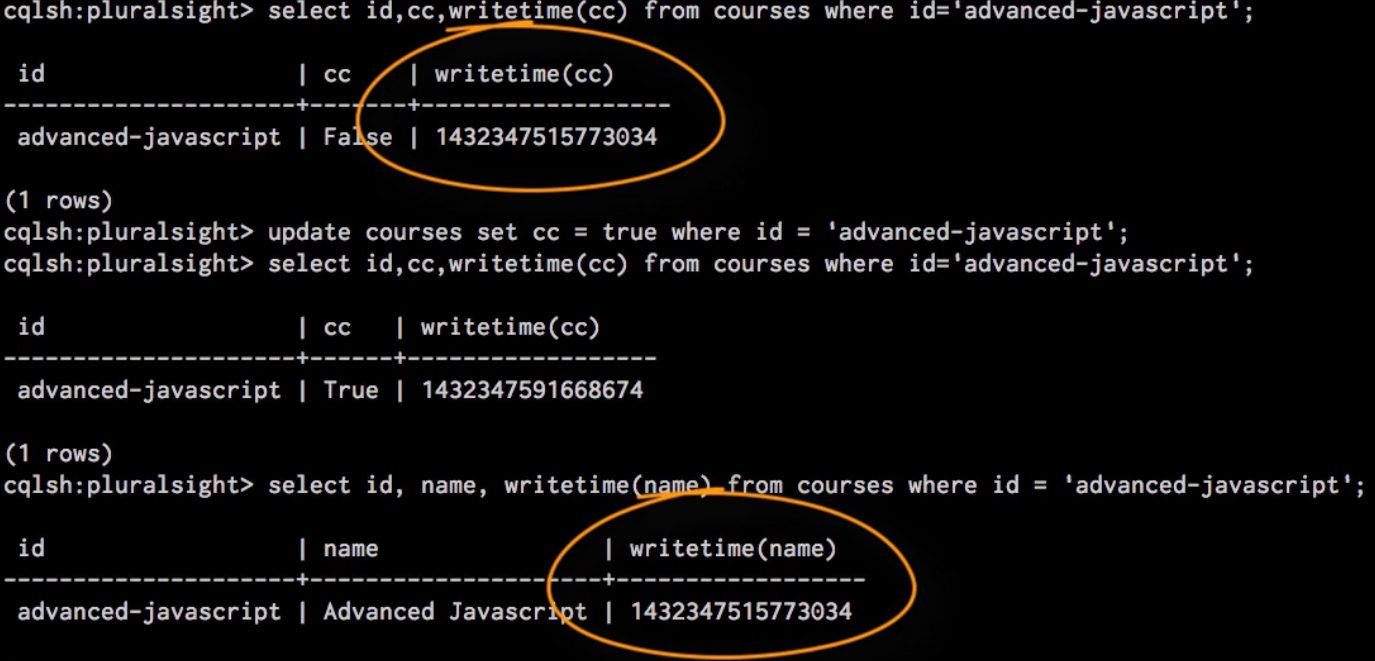 cqlsh:pluralsight> select id,cc,writetime(cc) from courses where id='advanced-javascript';
id | cc | writetime(cc)
---------------------+-------+------------------
advanced-javascript | False | 1432347515773034
(1 rows)
cqlsh:pluralsight> update courses set cc = true where id = 'advanced-javascript';
cqlsh:pluralsight> select id,cc,writetime(cc) from courses where id='advanced-javascript';
id | cc | writetime(cc)
---------------------+------+------------------
advanced-javascript | True | 1432347591668674
(1 rows)
cqlsh:pluralsight> select id, name, writetime(name) from courses where id = 'advanced-javascript';
id | name | writetime(name)
---------------------+---------------------+------------------
advanced-javascript | Advanced Javascript | 1432347515773034